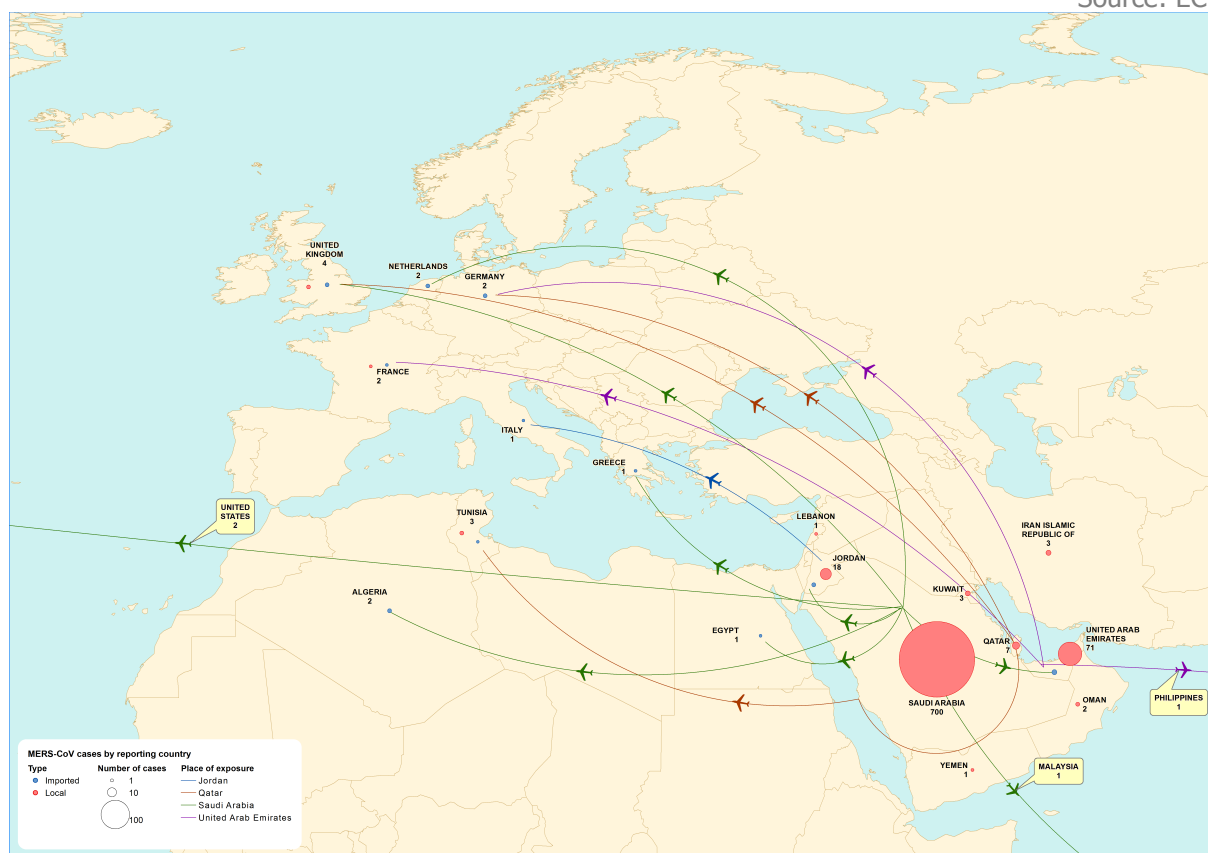 Source: EC
UNITED
KINGDOM
4
NETHERLANDS
2
GERMANY
2
FRANCE
2
ITALY
1
GREECE
1
UNITED
STATES
2
TUNISIA
3
LEBANON
1
IRAN ISLAMIC
REPUBLIC OF
3
JORDAN
18
ALGERIA
2
KUWAIT
3
EGYPT
1
QATAR
7
UNITED ARAB
EMIRATES
71
SAUDI ARABIA
700
OMAN
2
PHILIPPINES
1
YEMEN
1
MALAYSIA
1
MERS-CoV cases by reporting country
Type
Imported
Local
Number of cases
1
10
100
Place of exposure
Jordan
Qatar
Saudi Arabia
United Arab Emirates